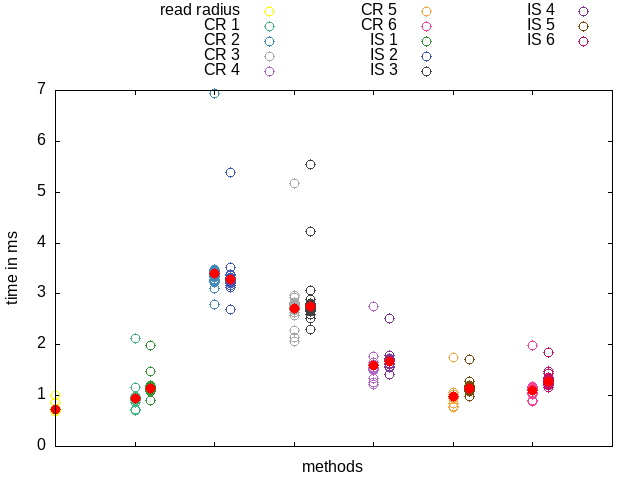 read radius
CR 1
CR 2
CR 3
CR 4
CR 5
CR 6
IS 1
IS 2
IS 3
IS 4
IS 5
IS 6
7
6
5
4
3
2
1
0
time in ms
methods